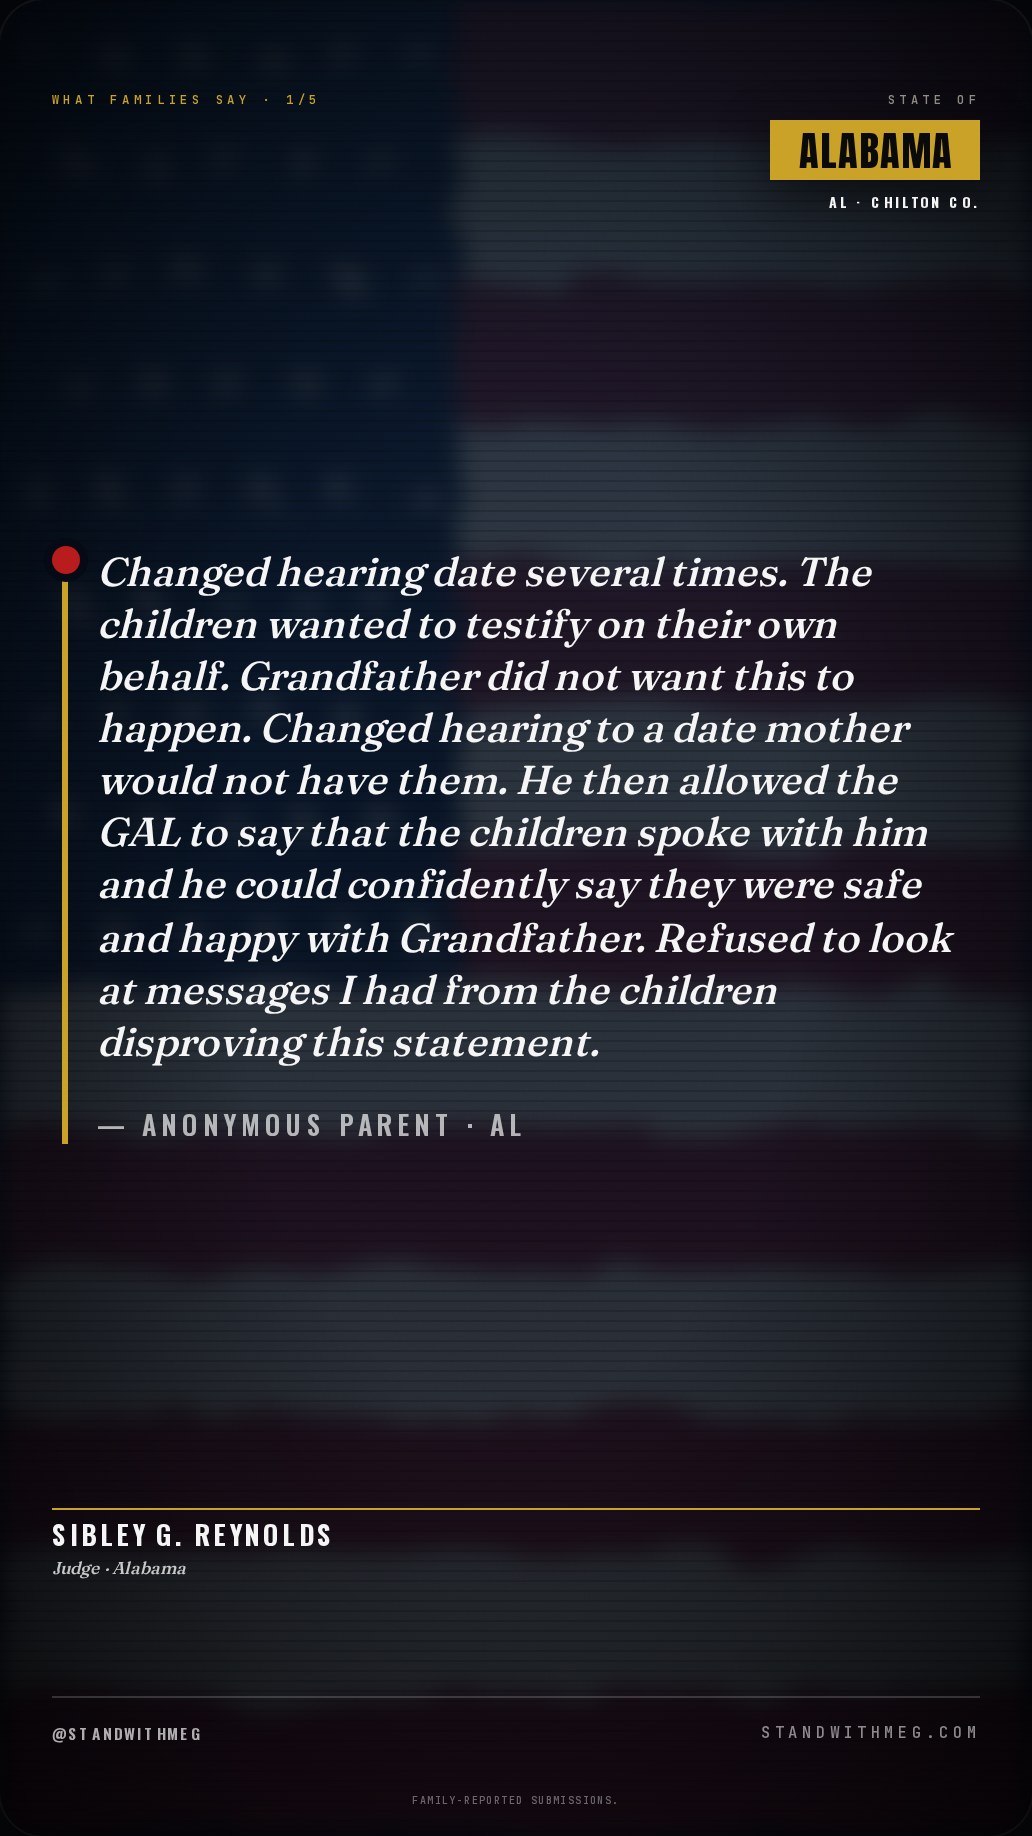 WHAT FAMILIES SAY · 1/5
STATE OF
ALABAMA
AL · CHILTON CO.
Changed hearing date several times. The
children wanted to testify on their own
behalf. Grandfather did not want this to
happen. Changed hearing to a date mother
would not have them. He then allowed the
GAL to say that the children spoke with him
and he could confidently say they were safe
and happy with Grandfather. Refused to look
at messages I had from the children
disproving this statement.
— ANONYMOUS PARENT · AL
SIBLEY G. REYNOLDS
Judge · Alabama
@STANDWITHMEG
STANDWITHMEG.COM
FAMILY-REPORTED SUBMISSIONS.